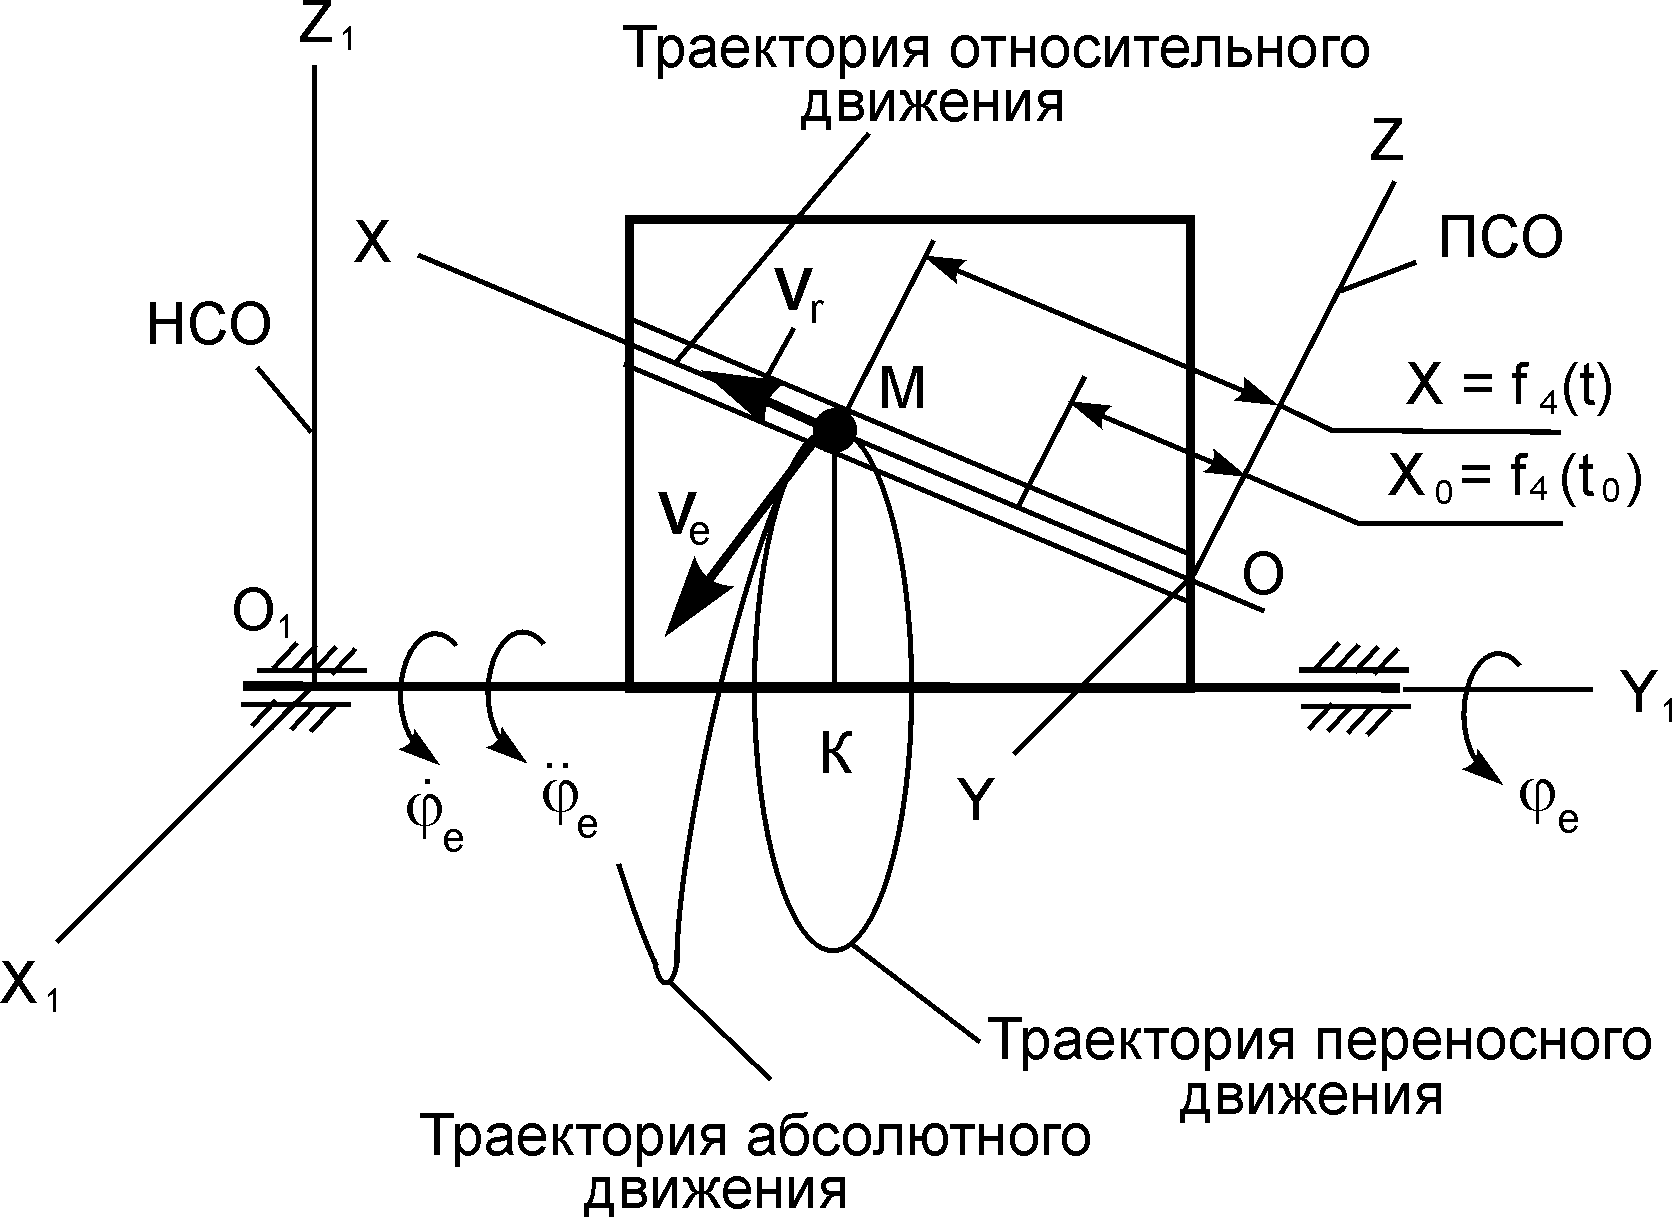 Z1
Траектория относительного
движения
Z
X
ПСО
Vr
НСО
M
X = f4(t)
X0 = f4(t0)
Ve
O
O1
Y1
K
Y
φ̇e
φ̈e
φe
X1
Траектория переносного
движения
Траектория абсолютного
движения